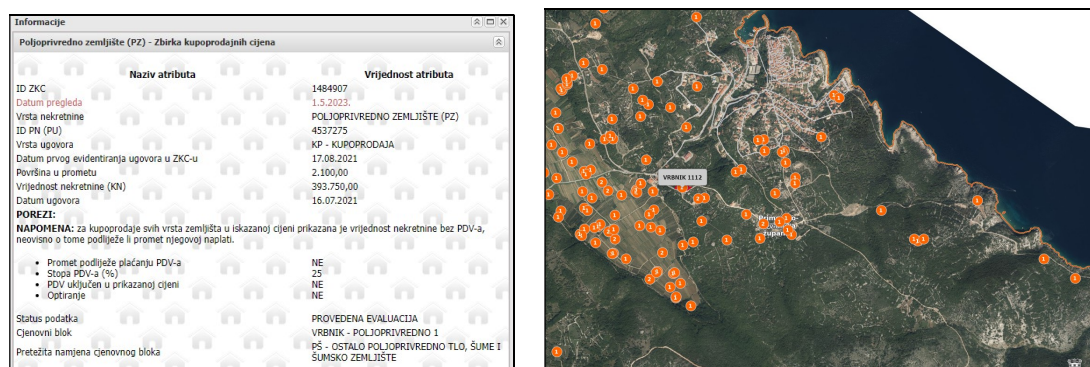 Informacije
Poljoprivredno zemljište (PZ) - Zbirka kupoprodajnih cijena
Naziv atributa Vrijednost atributa
ID ZKC 1484907
Datum pregleda 1.5.2023.
Vrsta nekretnine POLJOPRIVREDNO ZEMLJIŠTE (PZ)
ID PN (PU) 4537275
Vrsta ugovora KP - KUPOPRODAJA
Datum prvog evidentiranja ugovora u ZKC-u 17.08.2021
Površina u prometu 2.100,00
Vrijednost nekretnine (KN) 393.750,00
Datum ugovora 16.07.2021
POREZI:
NAPOMENA: za kupoprodaje svih vrsta zemljišta u iskazanoj cijeni prikazana je vrijednost nekretnine bez PDV-a,
neovisno o tome podliježe li promet njegovoj naplati.
• Promet podliježe plaćanju PDV-a NE
• Stopa PDV-a (%) 25
• PDV uključen u prikazanoj cijeni NE
• Optiranje NE
Status podatka PROVEDENA EVALUACIJA
Cjenovni blok VRBNIK - POLJOPRIVREDNO 1
Pretežita namjena cjenovnog bloka PŠ - OSTALO POLJOPRIVREDNO TLO, ŠUME I
ŠUMSKO ZEMLJIŠTE
VRBNIK 1112